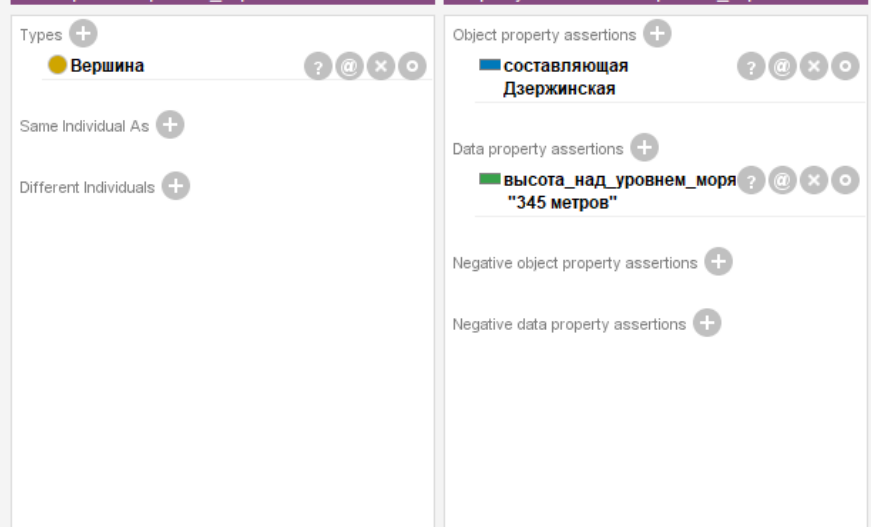 Types
Вершина
Same Individual As
Different Individuals
Object property assertions
составляющая
Дзержинская
Data property assertions
высота_над_уровнем_моря
"345 метров"
Negative object property assertions
Negative data property assertions